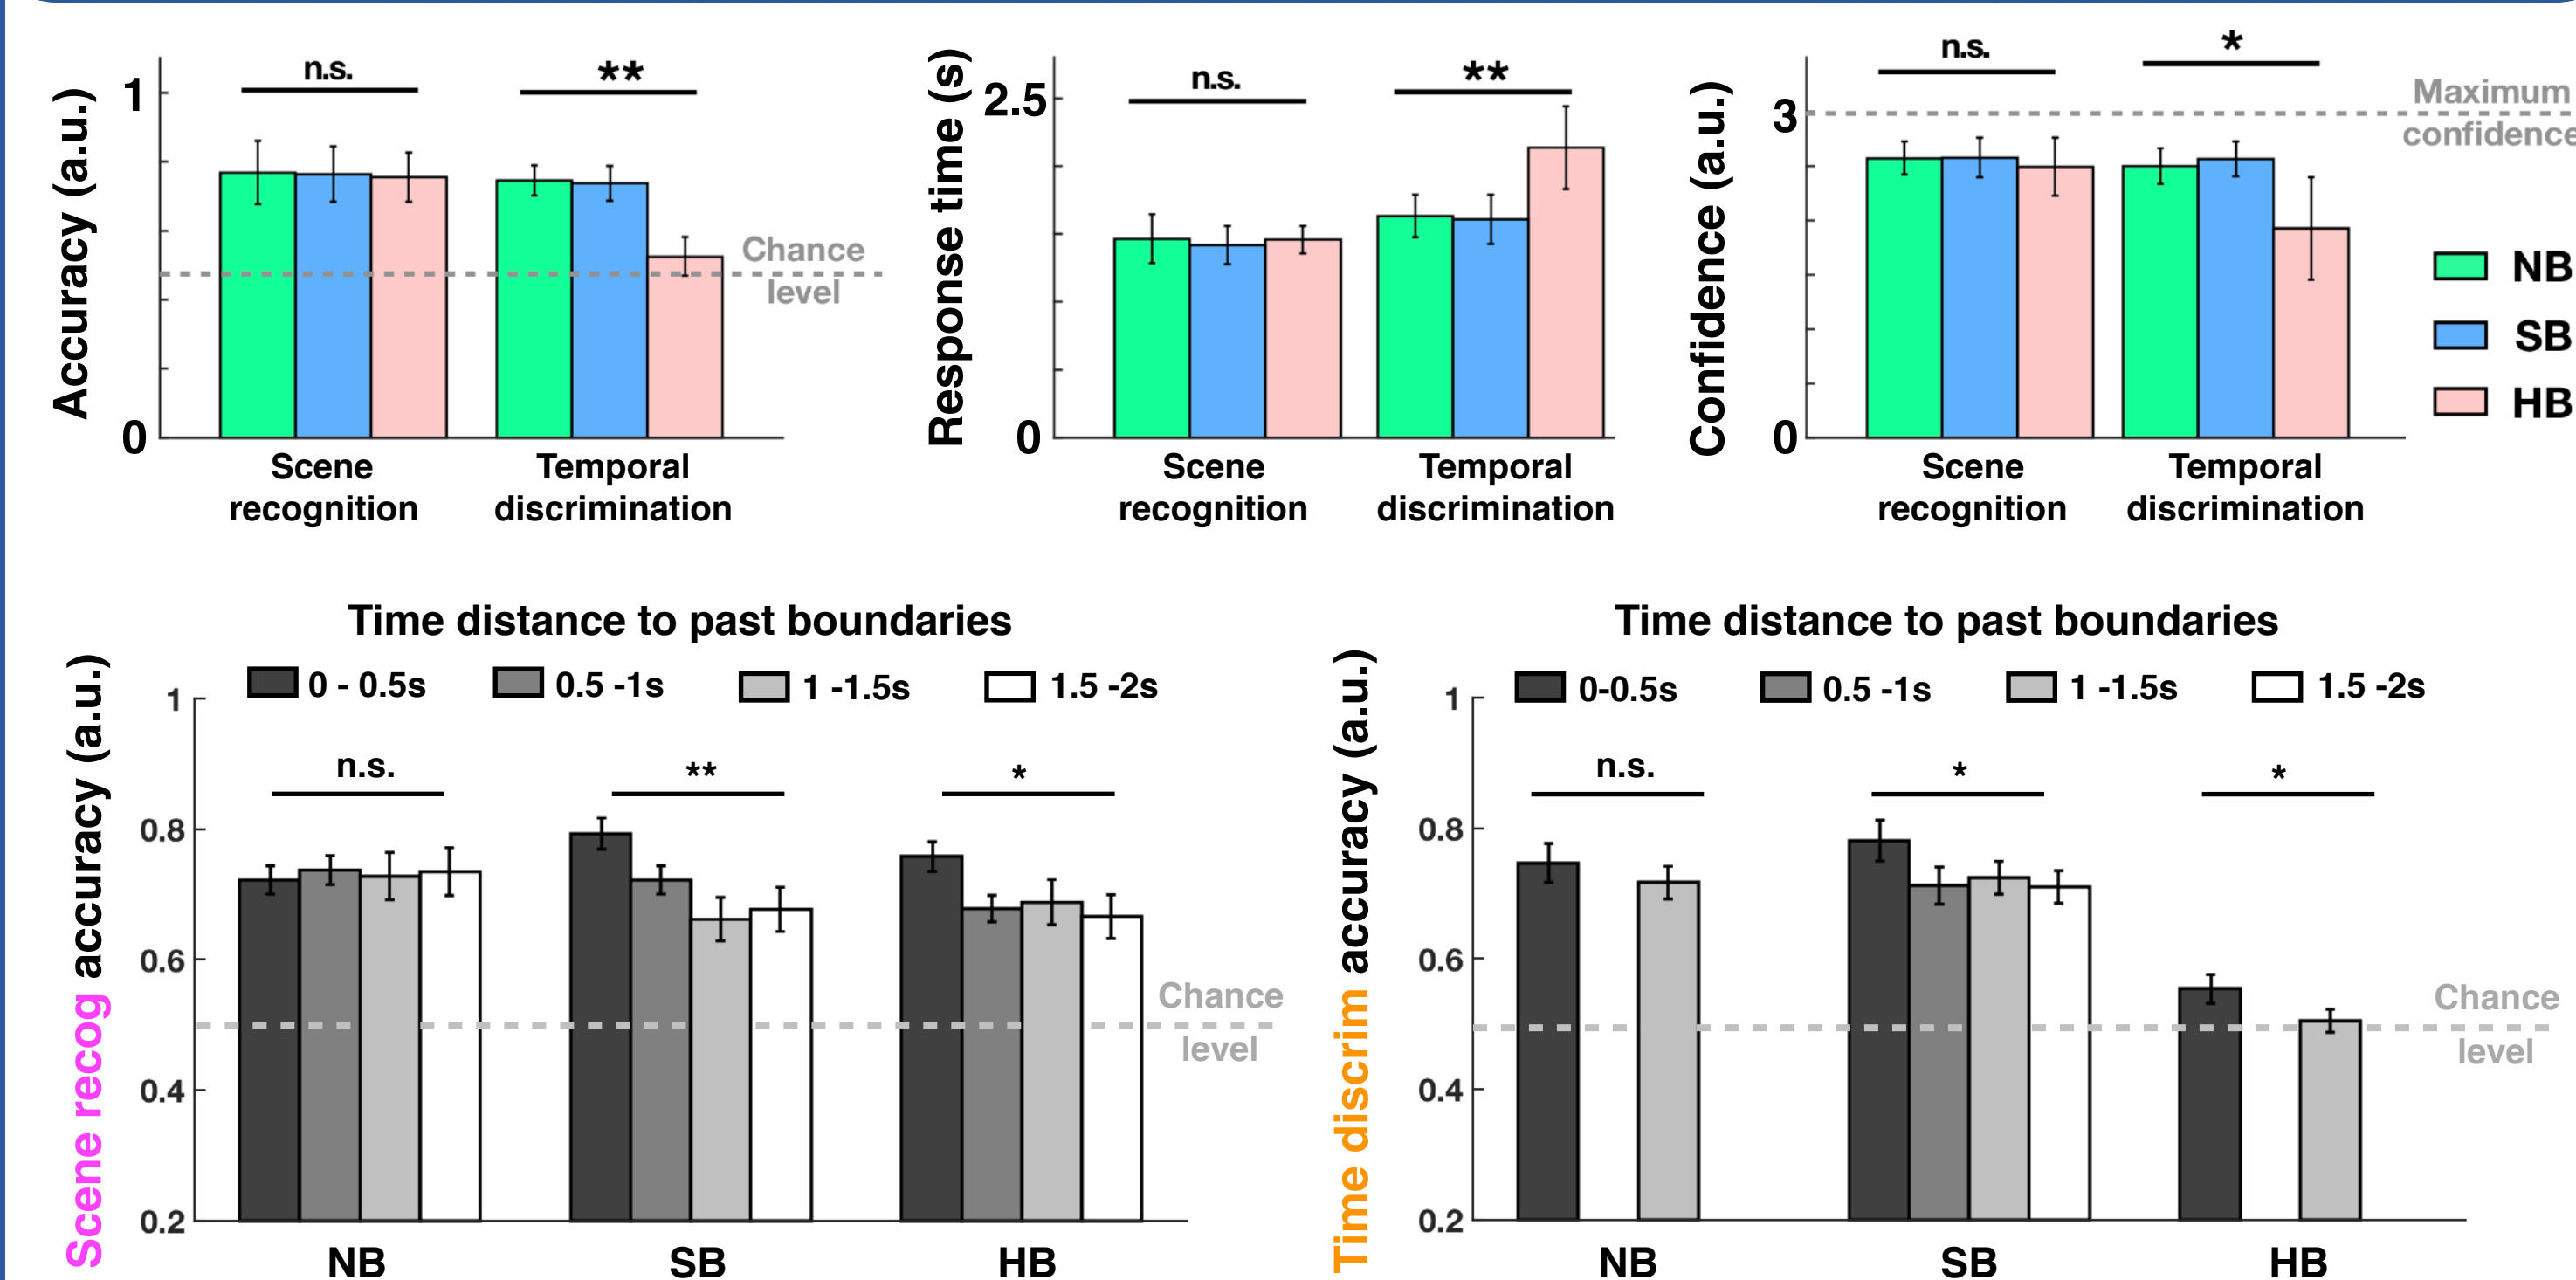 Accuracy (a.u.)
1
0
n.s.
**
Chance
level
Scene
recognition
Temporal
discrimination
Response time (s)
2.5
0
n.s.
**
Scene
recognition
Temporal
discrimination
Confidence (a.u.)
3
0
n.s.
*
Maximum
confidence
Scene
recognition
Temporal
discrimination
NB
SB
HB
Time distance to past boundaries
0 - 0.5s
0.5 -1s
1 -1.5s
1.5 -2s
Scene recog accuracy (a.u.)
1
0.8
0.6
0.4
0.2
n.s.
**
*
Chance
level
NB
SB
HB
Time distance to past boundaries
0-0.5s
0.5 -1s
1 -1.5s
1.5 -2s
Time discrim accuracy (a.u.)
1
0.8
0.6
0.4
0.2
n.s.
*
*
Chance
level
NB
SB
HB